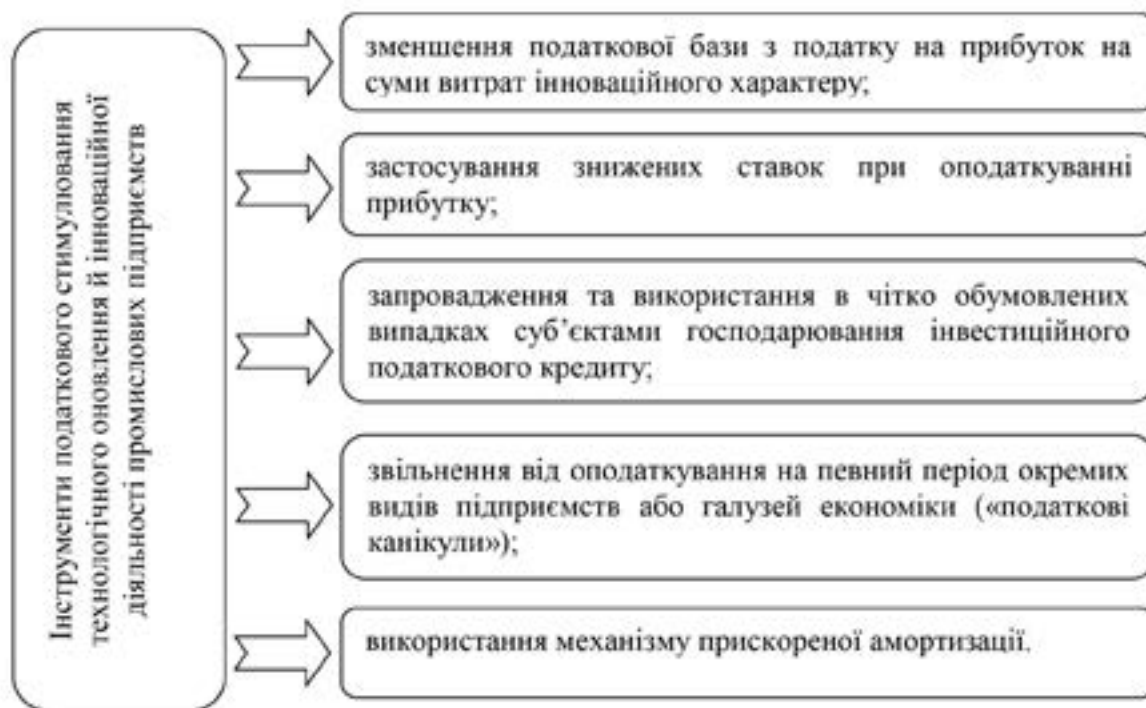 Інструменти податкового стимулювання
технологічного оновлення й інноваційної
діяльності промислових підприємств
зменшення податкової бази з податку на прибуток на
суми витрат інноваційного характеру;
застосування знижених ставок при оподаткуванні
прибутку;
запровадження та використання в чітко обумовлених
випадках суб’єктами господарювання інвестиційного
податкового кредиту;
звільнення від оподаткування на певний період окремих
видів підприємств або галузей економіки («податкові
канікули»);
використання механізму прискореної амортизації.